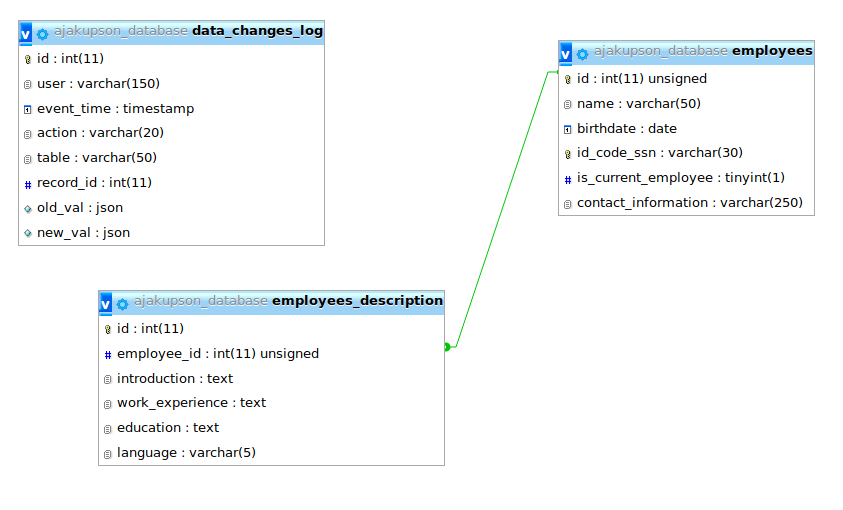 v ajakupson_database data_changes_log
id : int(11)
user : varchar(150)
event_time : timestamp
action : varchar(20)
table : varchar(50)
record_id : int(11)
old_val : json
new_val : json
v ajakupson_database employees
id : int(11) unsigned
name : varchar(50)
birthdate : date
id_code_ssn : varchar(30)
is_current_employee : tinyint(1)
contact_information : varchar(250)
v ajakupson_database employees_description
id : int(11)
employee_id : int(11) unsigned
introduction : text
work_experience : text
education : text
language : varchar(5)